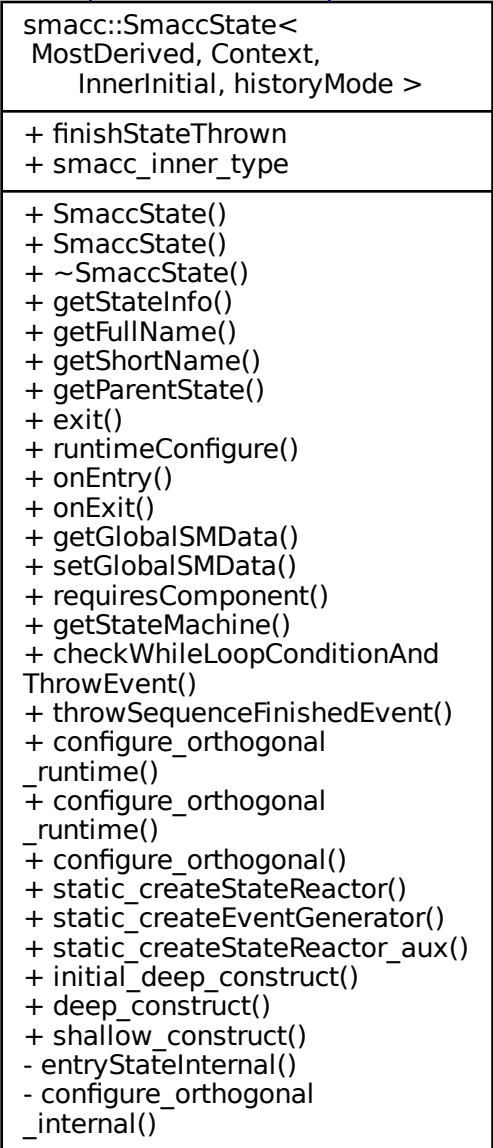 smacc::SmaccState<
MostDerived, Context,
InnerInitial, historyMode >
+ finishStateThrown
+ smacc_inner_type
+ SmaccState()
+ SmaccState()
+ ~SmaccState()
+ getStateInfo()
+ getFullName()
+ getShortName()
+ getParentState()
+ exit()
+ runtimeConfigure()
+ onEntry()
+ onExit()
+ getGlobalSMData()
+ setGlobalSMData()
+ requiresComponent()
+ getStateMachine()
+ checkWhileLoopConditionAnd
ThrowEvent()
+ throwSequenceFinishedEvent()
+ configure_orthogonal
_runtime()
+ configure_orthogonal
_runtime()
+ configure_orthogonal()
+ static_createStateReactor()
+ static_createEventGenerator()
+ static_createStateReactor_aux()
+ initial_deep_construct()
+ deep_construct()
+ shallow_construct()
- entryStateInternal()
- configure_orthogonal
_internal()